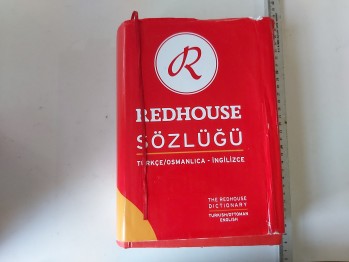 R
REDHOUSE
SÖZLÜĞÜ
TÜRKÇE/OSMANLICA - İNGİLİZCE
THE REDHOUSE
DICTIONARY
TURKISH/OTTOMAN
ENGLISH